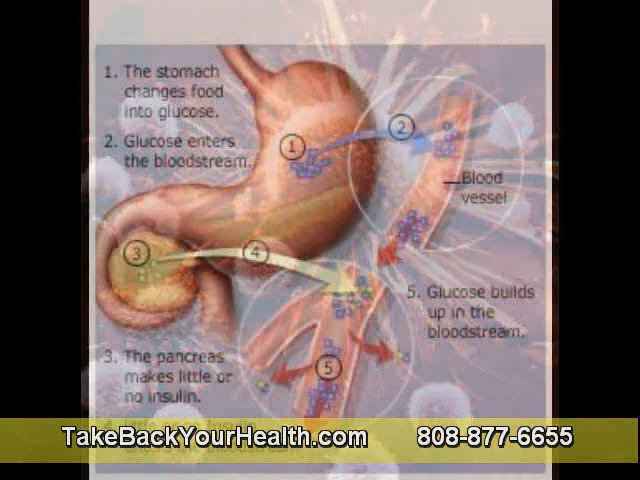 1. The stomach
changes food
into glucose.
2. Glucose enters
the bloodstream.
1
2
Blood
vessel
3
4
5. Glucose builds
up in the
bloodstream.
3. The pancreas
makes little or
no insulin.
5
TakeBackYourHealth.com 808-877-6655